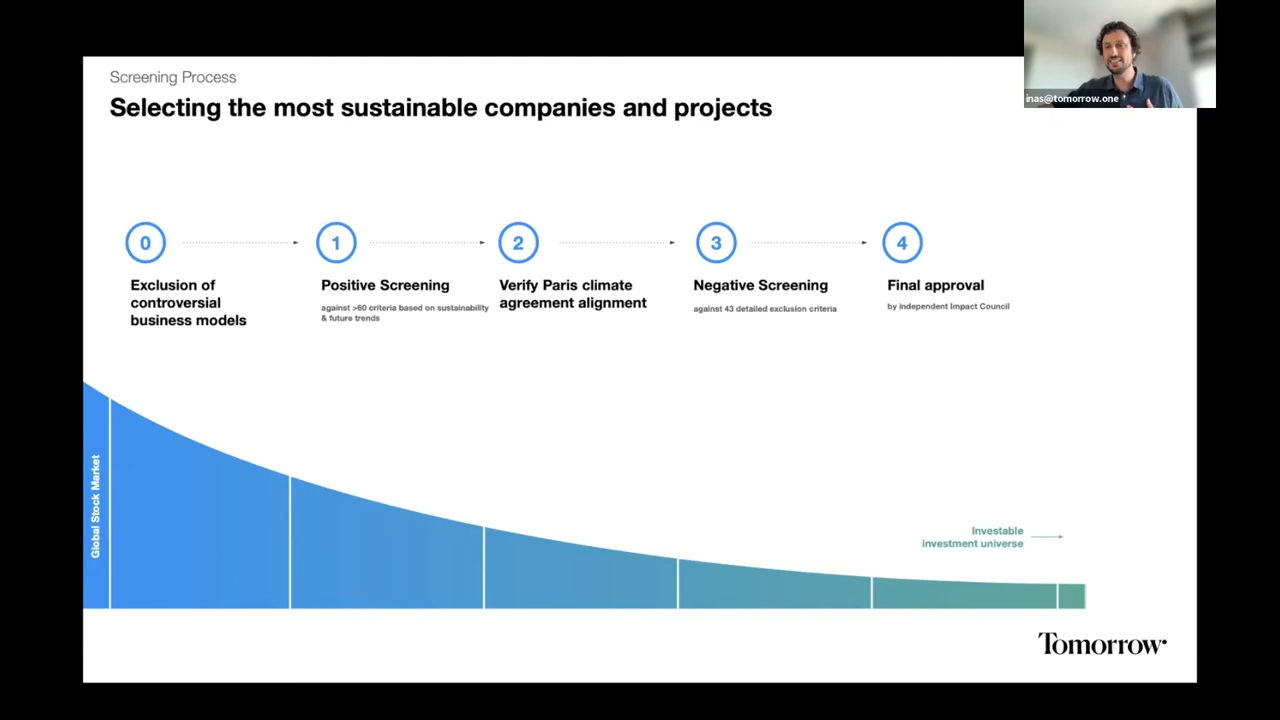 inas@tomorrow.one
Screening Process
Selecting the most sustainable companies and projects
0
1
2
3
4
Exclusion of
controversial
business models
Positive Screening
against >60 criteria based on sustainability
& future trends
Verify Paris climate
agreement alignment
Negative Screening
against 43 detailed exclusion criteria
Final approval
by independent Impact Council
Global Stock Market
Investable
investment universe
Tomorrow